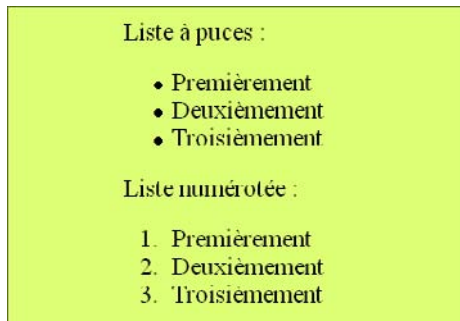 Liste à puces :
• Premièrement
• Deuxièmement
• Troisièmement
Liste numérotée :
1. Premièrement
2. Deuxièmement
3. Troisièmement